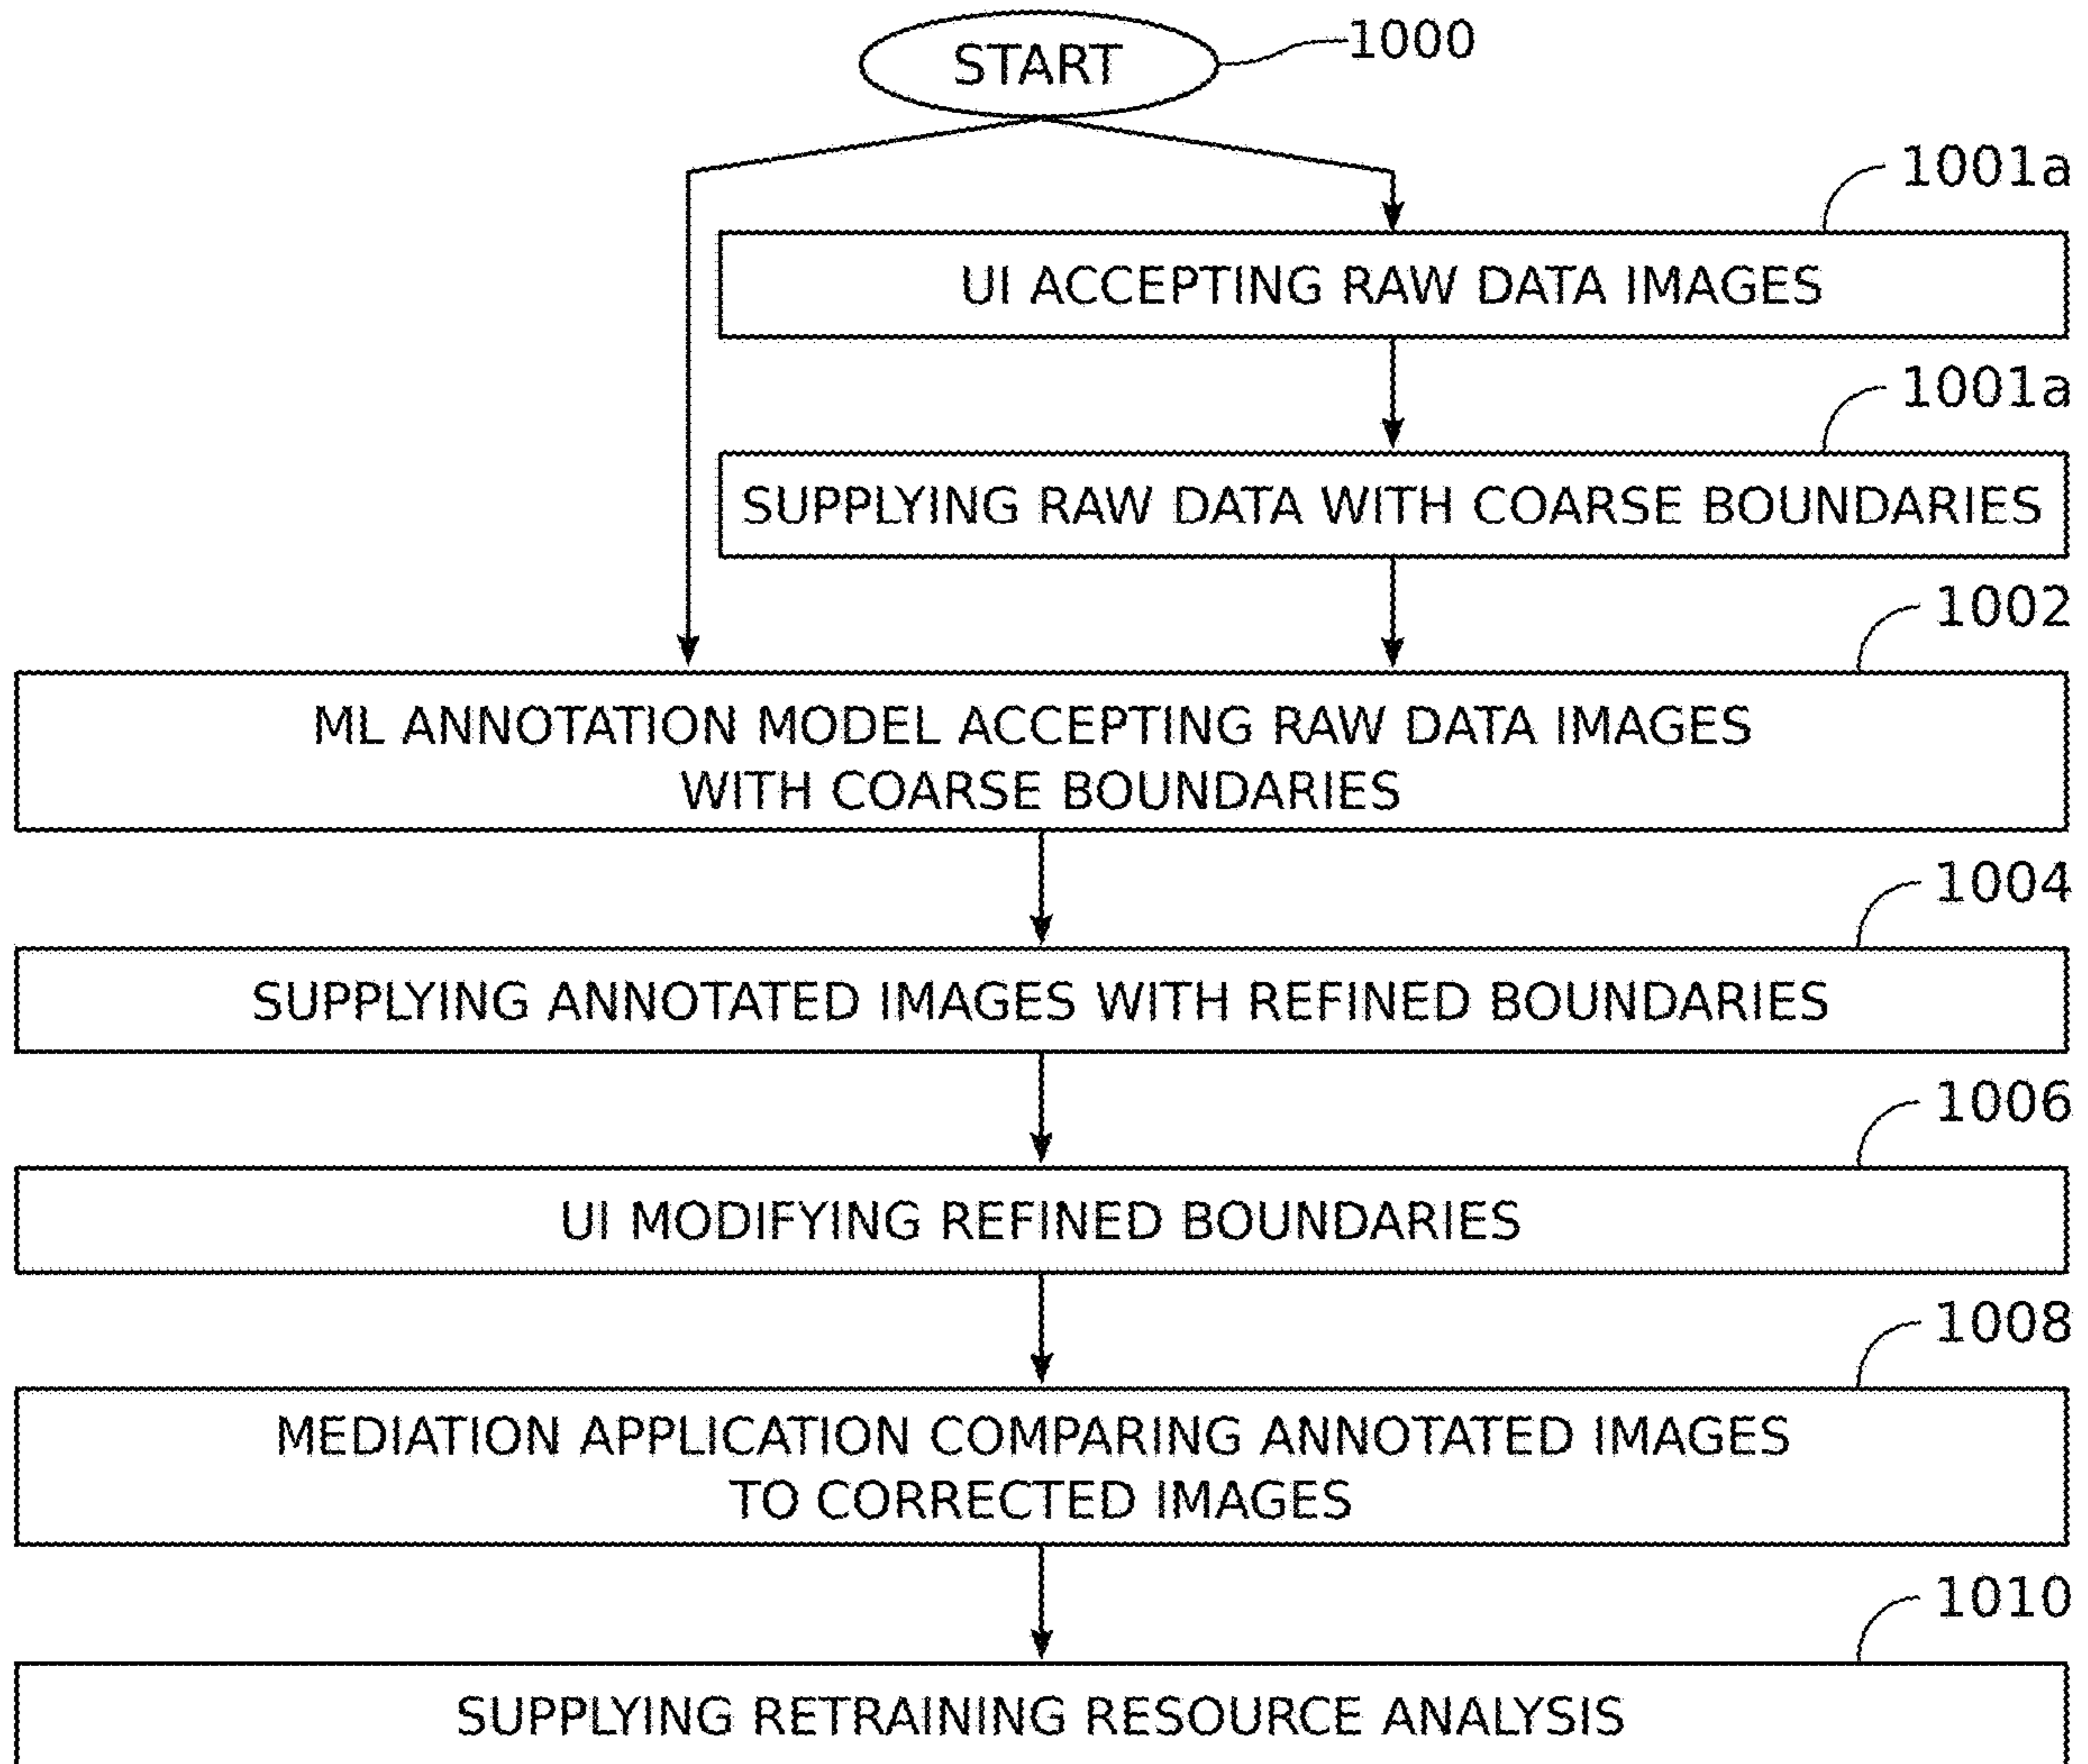 START
1000
1001a
UI ACCEPTING RAW DATA IMAGES
1001a
SUPPLYING RAW DATA WITH COARSE BOUNDARIES
1002
ML ANNOTATION MODEL ACCEPTING RAW DATA IMAGES
WITH COARSE BOUNDARIES
1004
SUPPLYING ANNOTATED IMAGES WITH REFINED BOUNDARIES
1006
UI MODIFYING REFINED BOUNDARIES
1008
MEDIATION APPLICATION COMPARING ANNOTATED IMAGES
TO CORRECTED IMAGES
1010
SUPPLYING RETRAINING RESOURCE ANALYSIS